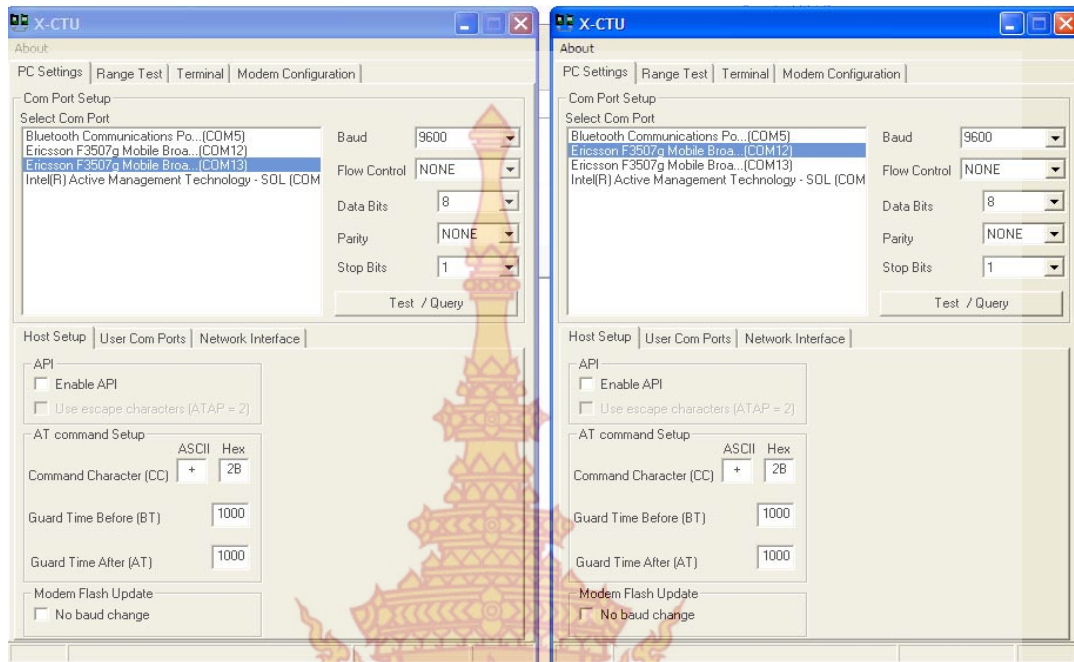 X-CTU
About
PC Settings Range Test Terminal Modem Configuration
Com Port Setup
Select Com Port
Bluetooth Communications Po...(COM5)
Ericsson F3507g Mobile Broa...(COM12)
Ericsson F3507g Mobile Broa...(COM13)
Intel(R) Active Management Technology - SOL (COM
Baud 9600
Flow Control NONE
Data Bits 8
Parity NONE
Stop Bits 1
Test / Query
Host Setup User Com Ports Network Interface
API
Enable API
Use escape characters (ATAP = 2)
AT command Setup
ASCII Hex
Command Character (CC) + 2B
Guard Time Before (BT) 1000
Guard Time After (AT) 1000
Modem Flash Update
No baud change
X-CTU
About
PC Settings Range Test Terminal Modem Configuration
Com Port Setup
Select Com Port
Bluetooth Communications Po...(COM5)
Ericsson F3507g Mobile Broa...(COM12)
Ericsson F3507g Mobile Broa...(COM13)
Intel(R) Active Management Technology - SOL (COM
Baud 9600
Flow Control NONE
Data Bits 8
Parity NONE
Stop Bits 1
Test / Query
Host Setup User Com Ports Network Interface
API
Enable API
Use escape characters (ATAP = 2)
AT command Setup
ASCII Hex
Command Character (CC) + 2B
Guard Time Before (BT) 1000
Guard Time After (AT) 1000
Modem Flash Update
No baud change